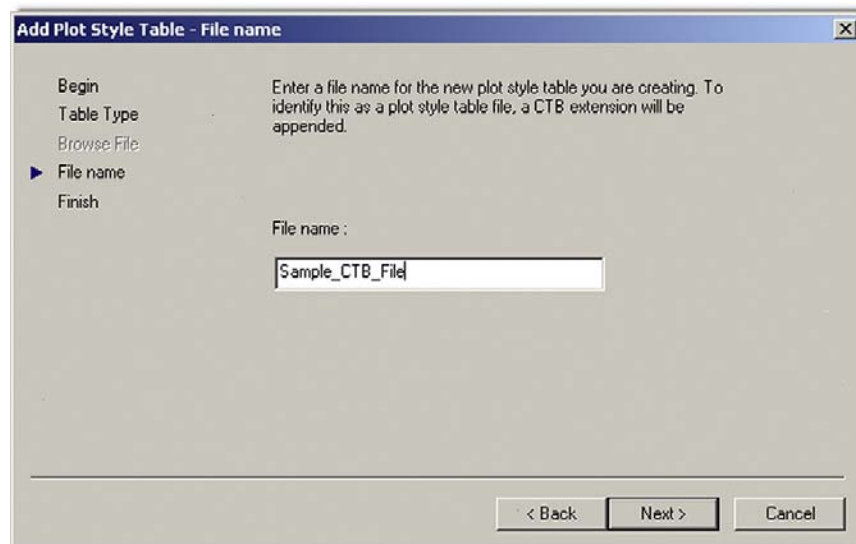 Add Plot Style Table - File name
Begin
Table Type
Browse File
File name
Finish
Enter a file name for the new plot style table you are creating. To
identify this as a plot style table file, a CTB extension will be
appended.
File name :
Sample_CTB_File
< Back
Next >
Cancel